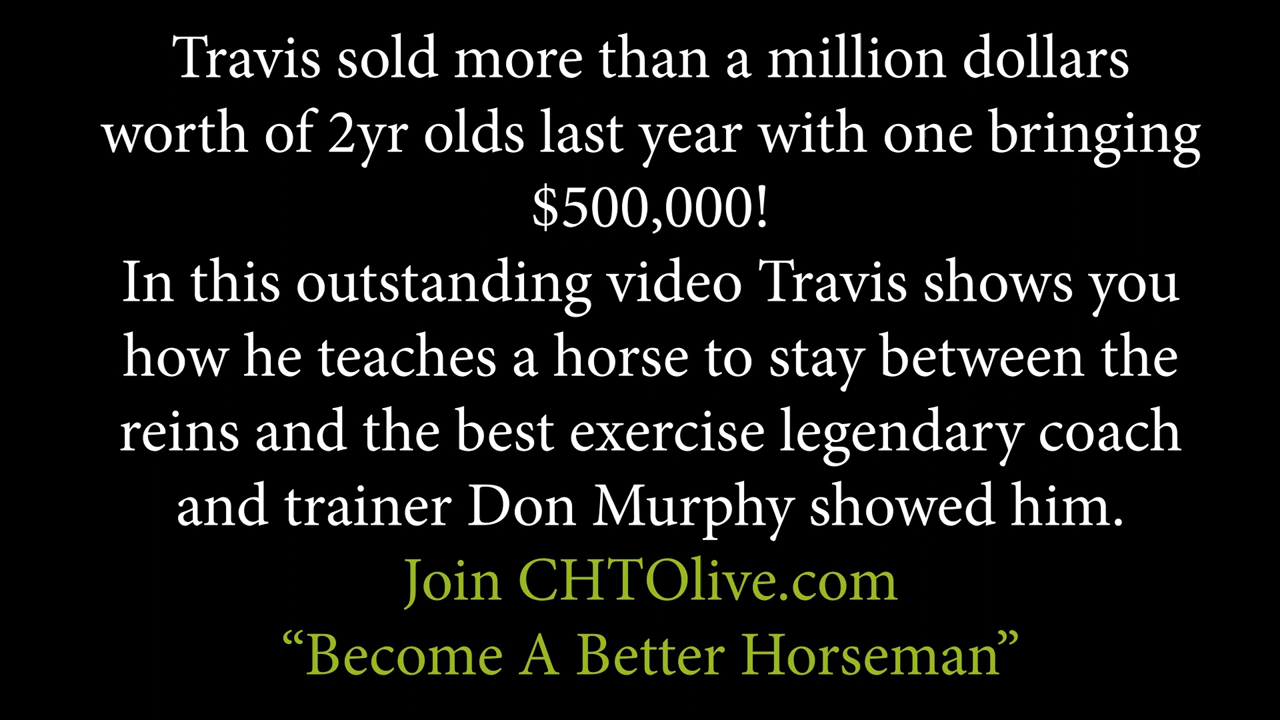 Travis sold more than a million dollars
worth of 2yr olds last year with one bringing
$500,000!
In this outstanding video Travis shows you
how he teaches a horse to stay between the
reins and the best exercise legendary coach
and trainer Don Murphy showed him.
Join CHTOlive.com
“Become A Better Horseman”